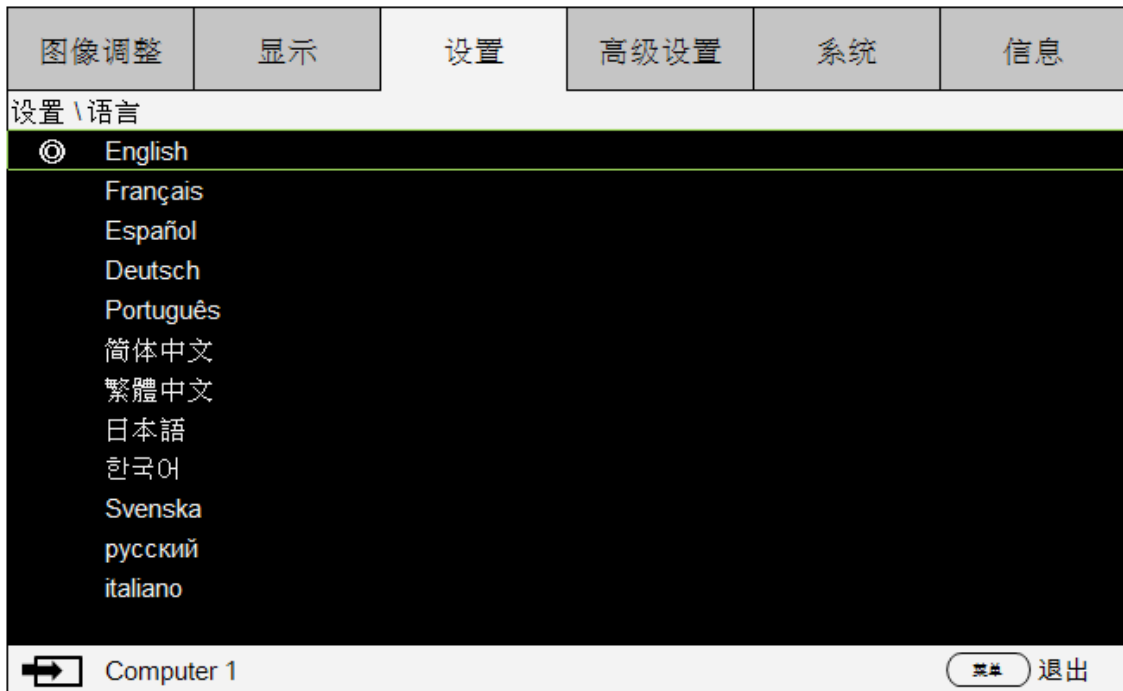 图像调整 显示 设置 高级设置 系统 信息
设置 \ 语言
English
Français
Español
Deutsch
Português
简体中文
繁體中文
日本語
한국어
Svenska
русский
italiano
Computer 1 菜单 退出